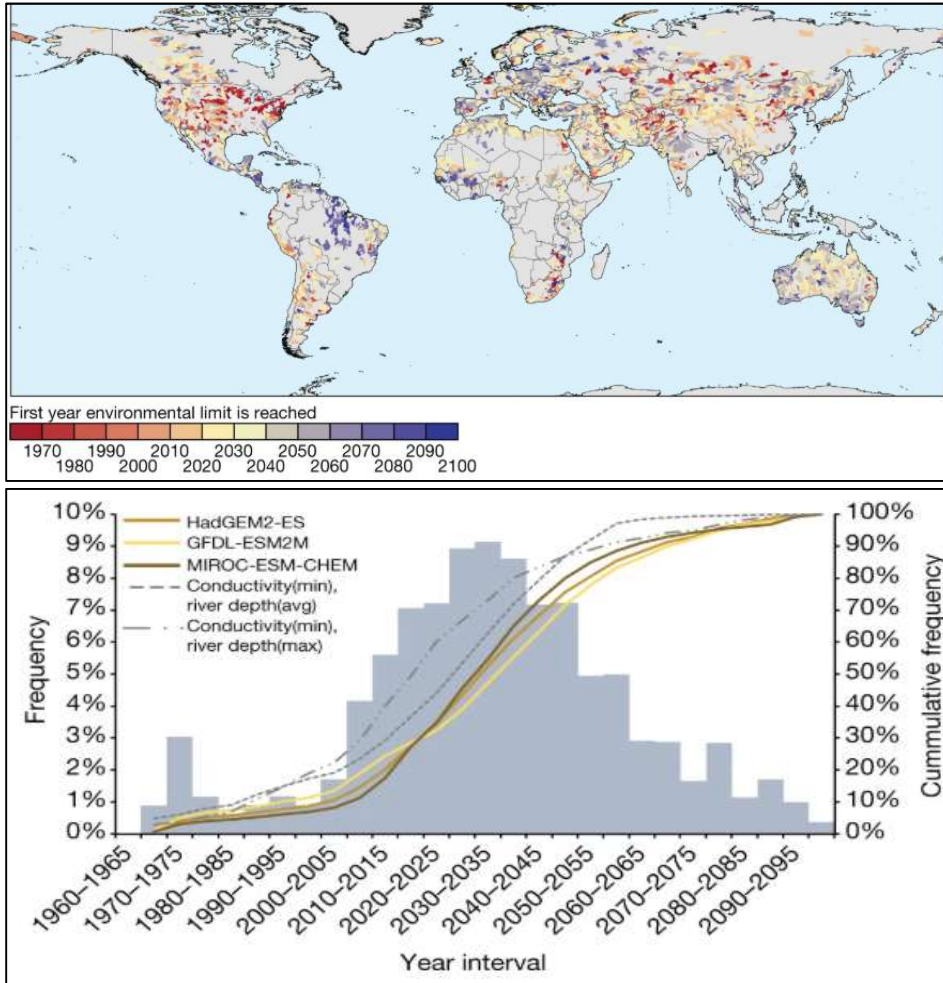 First year environmental limit is reached
1970 1990 2010 2030 2050 2070 2090
1980 2000 2020 2040 2060 2080 2100
10% 100%
9% 90%
8% 80%
7% 70%
6% 60%
5% 50%
4% 40%
3% 30%
2% 20%
1% 10%
0% 0%
HadGEM2-ES
GFDL-ESM2M
MIROC-ESM-CHEM
Conductivity(min),
river depth(avg)
Conductivity(min),
river depth(max)
Frequency
Cummulative frequency
1960–1965
1970–1975
1980–1985
1990–1995
2000–2005
2010–2015
2020–2025
2030–2035
2040–2045
2050–2055
2060–2065
2070–2075
2080–2085
2090–2095
Year interval